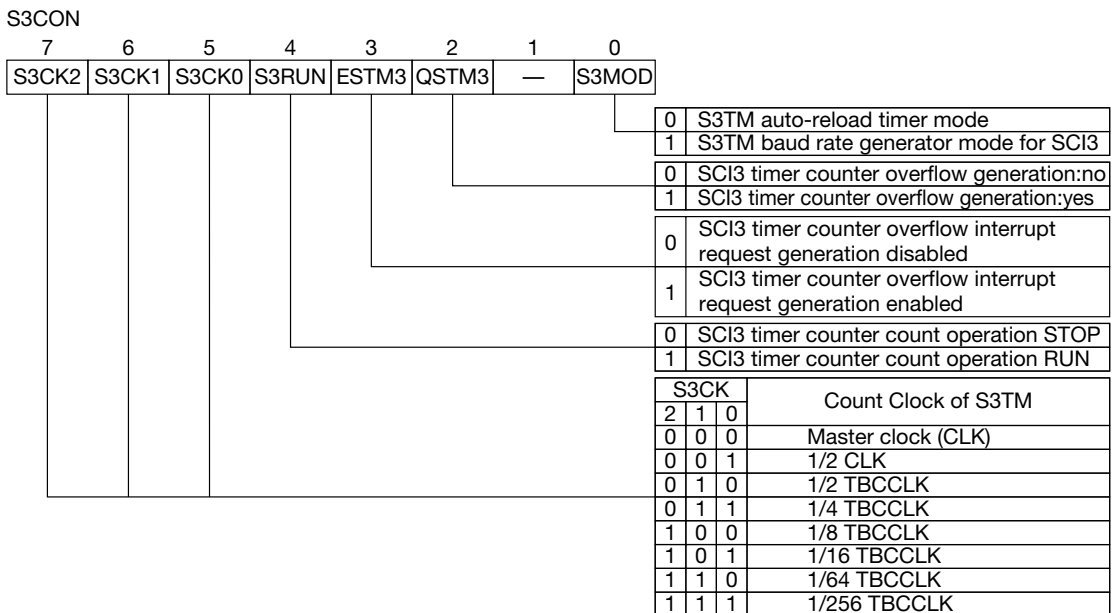 S3CON
7 6 5 4 3 2 1 0
S3CK2 S3CK1 S3CK0 S3RUN ESTM3 QSTM3 — S3MOD
0 S3TM auto-reload timer mode
1 S3TM baud rate generator mode for SCI3
0 SCI3 timer counter overflow generation:no
1 SCI3 timer counter overflow generation:yes
0 SCI3 timer counter overflow interrupt
request generation disabled
1 SCI3 timer counter overflow interrupt
request generation enabled
0 SCI3 timer counter count operation STOP
1 SCI3 timer counter count operation RUN
S3CK Count Clock of S3TM
2 1 0
0 0 0 Master clock (CLK)
0 0 1 1/2 CLK
0 1 0 1/2 TBCCLK
0 1 1 1/4 TBCCLK
1 0 0 1/8 TBCCLK
1 0 1 1/16 TBCCLK
1 1 0 1/64 TBCCLK
1 1 1 1/256 TBCCLK